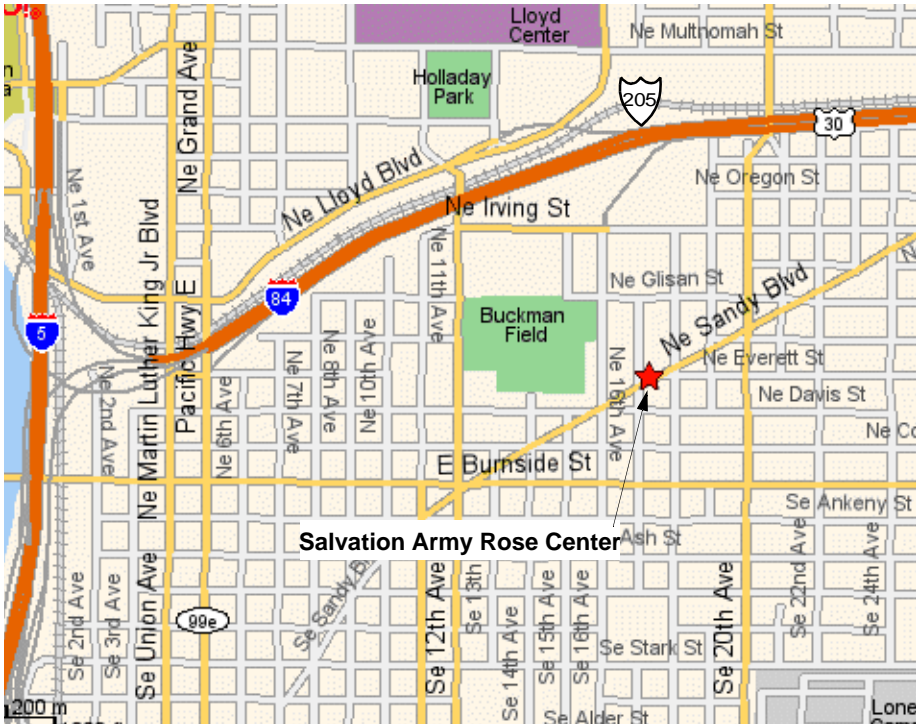 Lloyd
Center
Ne Multnomah St
Holladay
Park
Ne Grand Ave
205
30
Ne Lloyd Blvd
Ne Oregon St
Ne 1st Ave
Ne Irving St
Ne Martin Luther King Jr Blvd
Pacific Hwy E
Ne 11th Ave
Ne Glisan St
84
5
Buckman
Field
Ne Sandy Blvd
Ne 8th Ave
Ne 10th Ave
Ne 7th Ave
Ne 16th Ave
Ne Everett St
Ne 2nd Ave
Ne 6th Ave
Ne Davis St
Ne Co
E Burnside St
Se Ankeny St
Salvation Army Rose Center
Ash St
Se Union Ave
Se 2nd Ave
Se 3rd Ave
99e
Se Sandy Bl
Se 12th Ave
Se 13th
Se 14th Ave
Se 15th Ave
Se 16th Ave
Se 20th Ave
Se 22nd Ave
Se 24th Ave
Se Stark St
Se Alder St
200 m
Lone